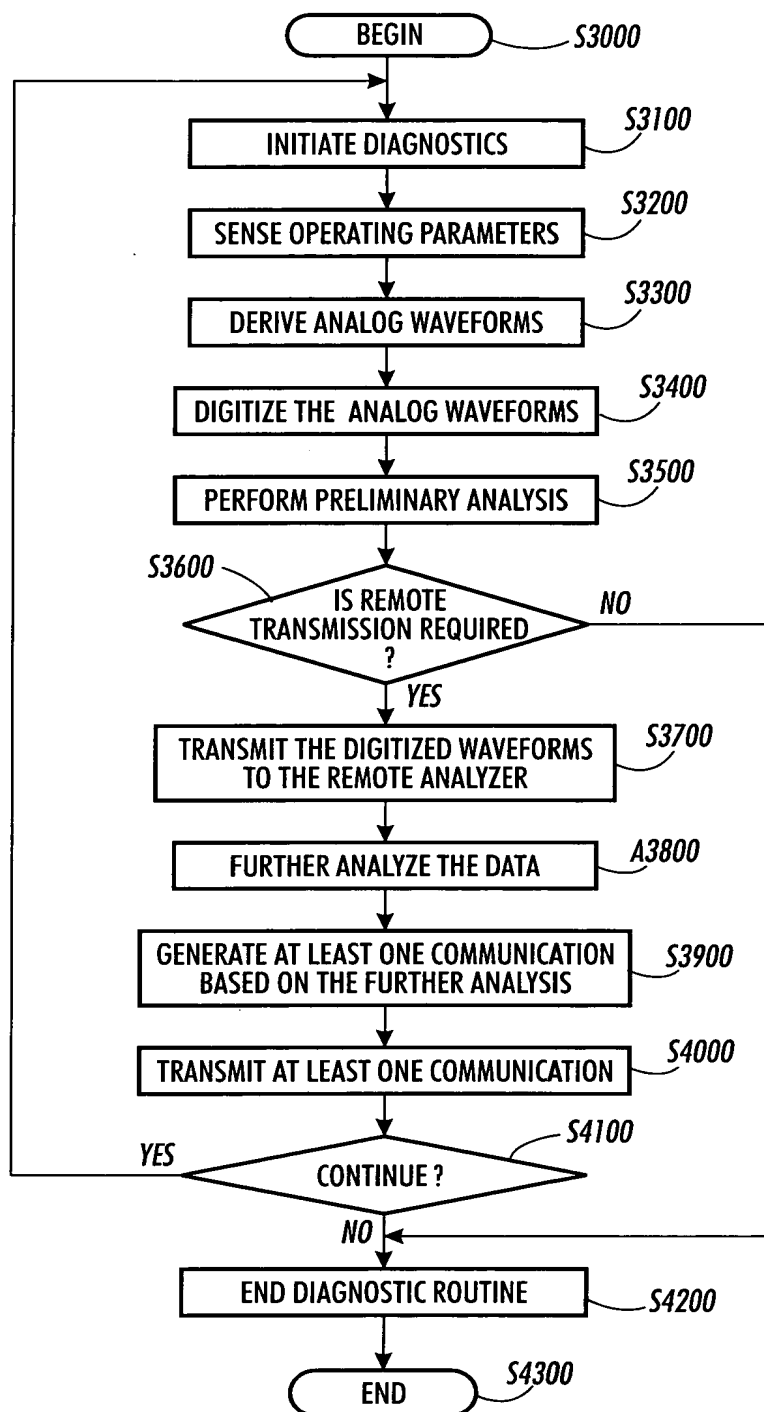 BEGIN
S3000
S3100
INITIATE DIAGNOSTICS
S3200
SENSE OPERATING PARAMETERS
S3300
DERIVE ANALOG WAVEFORMS
S3400
DIGITIZE THE ANALOG WAVEFORMS
S3500
PERFORM PRELIMINARY ANALYSIS
S3600
IS REMOTE
TRANSMISSION REQUIRED
?
NO
YES
TRANSMIT THE DIGITIZED WAVEFORMS
TO THE REMOTE ANALYZER
S3700
FURTHER ANALYZE THE DATA
A3800
GENERATE AT LEAST ONE COMMUNICATION
BASED ON THE FURTHER ANALYSIS
S3900
S4000
TRANSMIT AT LEAST ONE COMMUNICATION
S4100
YES
CONTINUE ?
NO
END DIAGNOSTIC ROUTINE
S4200
END
S4300